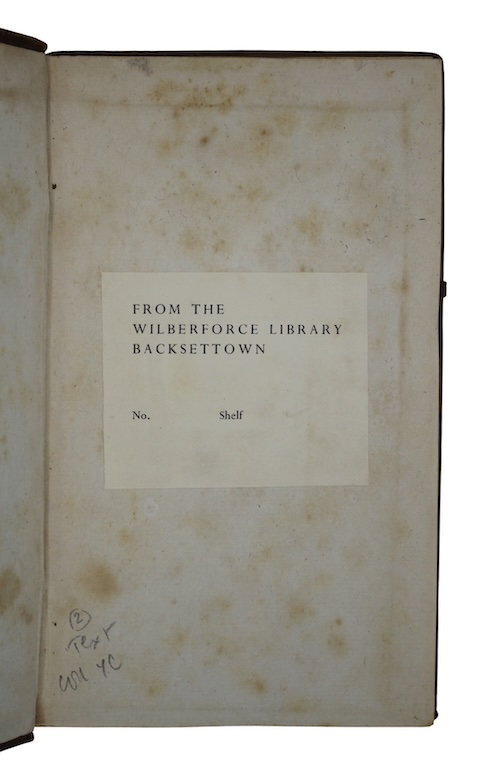 FROM THE
WILBERFORCE LIBRARY
BACKSETTOWN
No. Shelf
2
Text